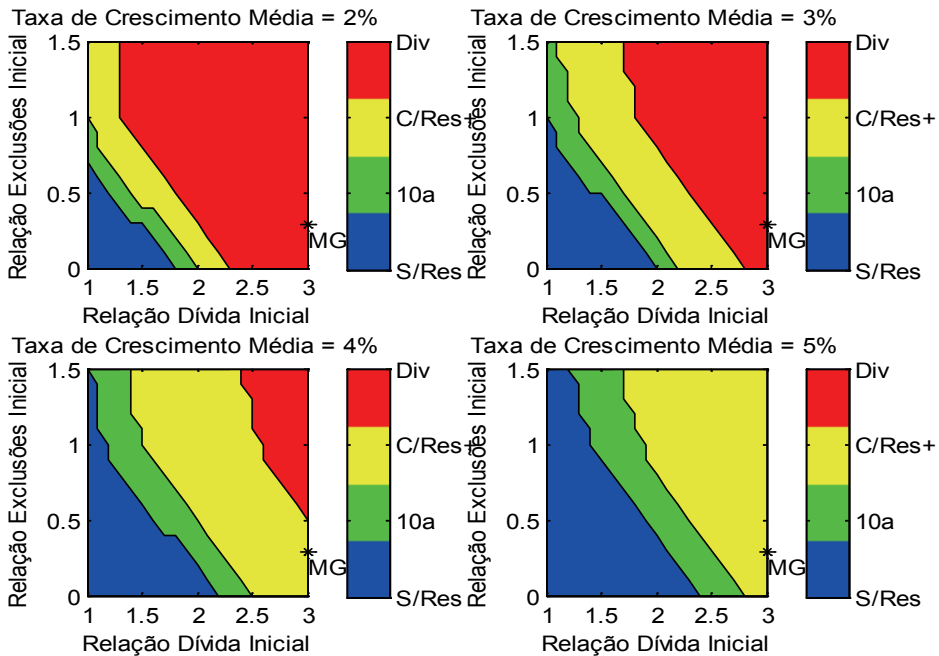 Taxa de Crescimento Média = 2%
Relação Exclusões Inicial
1.5
1
0.5
0
1
1.5
2
2.5
3
Relação Dívida Inicial
MG
Div
C/Res+
10a
S/Res
Taxa de Crescimento Média = 3%
Relação Exclusões Inicial
1.5
1
0.5
0
1
1.5
2
2.5
3
Relação Dívida Inicial
MG
Div
C/Res+
10a
S/Res
Taxa de Crescimento Média = 4%
Relação Exclusões Inicial
1.5
1
0.5
0
1
1.5
2
2.5
3
Relação Dívida Inicial
MG
Div
C/Res+
10a
S/Res
Taxa de Crescimento Média = 5%
Relação Exclusões Inicial
1.5
1
0.5
0
1
1.5
2
2.5
3
Relação Dívida Inicial
MG
Div
C/Res+
10a
S/Res